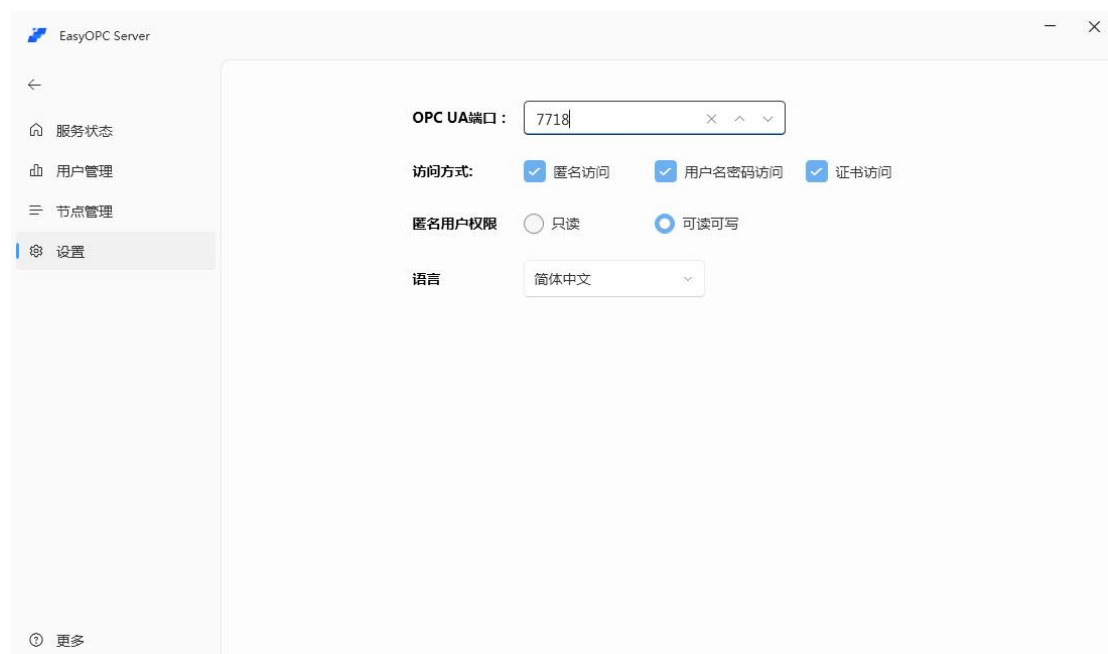 EasyOPC Server
服务状态
用户管理
节点管理
设置
OPC UA端口：
7718
访问方式:
匿名访问
用户名密码访问
证书访问
匿名用户权限
只读
可读可写
语言
简体中文
更多